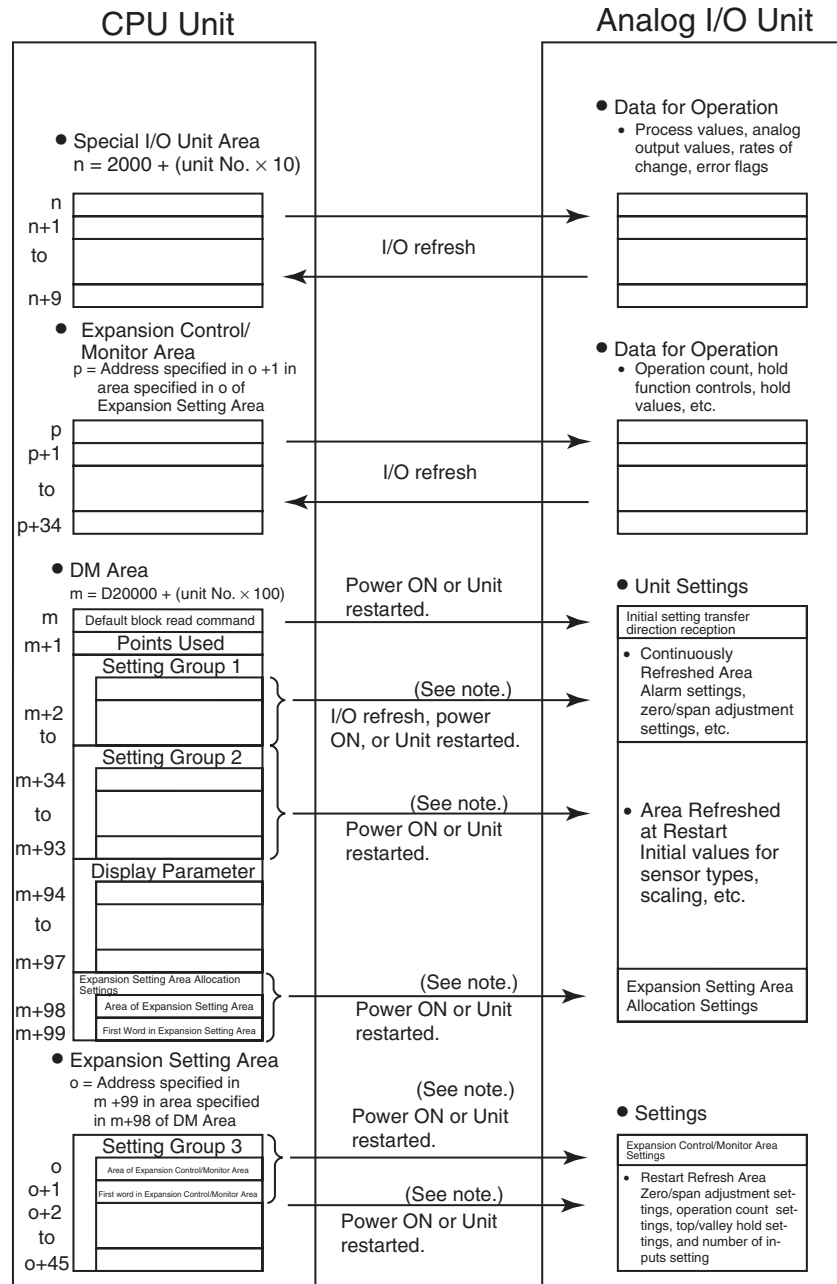 CPU Unit
Analog I/O Unit
● Special I/O Unit Area
n = 2000 + (unit No. × 10)
n
n+1
to
n+9
I/O refresh
● Data for Operation
• Process values, analog
output values, rates of
change, error flags
● Expansion Control/
Monitor Area
p = Address specified in o +1 in
area specified in o of
Expansion Setting Area
p
p+1
to
p+34
I/O refresh
● Data for Operation
• Operation count, hold
function controls, hold
values, etc.
● DM Area
m = D20000 + (unit No. × 100)
m
Default block read command
m+1
Points Used
Setting Group 1
m+2
to
Setting Group 2
m+34
to
m+93
Display Parameter
m+94
to
m+97
Expansion Setting Area Allocation
Settings
m+98
Area of Expansion Setting Area
m+99
First Word in Expansion Setting Area
Power ON or Unit
restarted.
(See note.)
I/O refresh, power
ON, or Unit restarted.
(See note.)
Power ON or Unit
restarted.
(See note.)
Power ON or Unit
restarted.
● Unit Settings
Initial setting transfer
direction reception
• Continuously
Refreshed Area
Alarm settings,
zero/span adjustment
settings, etc.
• Area Refreshed
at Restart
Initial values for
sensor types,
scaling, etc.
Expansion Setting Area
Allocation Settings
● Expansion Setting Area
o = Address specified in
m +99 in area specified
in m+98 of DM Area
Setting Group 3
o
Area of Expansion Control/Monitor Area
o+1
First word in Expansion Control/Monitor Area
o+2
to
o+45
(See note.)
Power ON or Unit
restarted.
(See note.)
Power ON or Unit
restarted.
● Settings
Expansion Control/Monitor Area
Settings
• Restart Refresh Area
Zero/span adjustment set-
tings, operation count set-
tings, top/valley hold set-
tings, and number of in-
puts setting